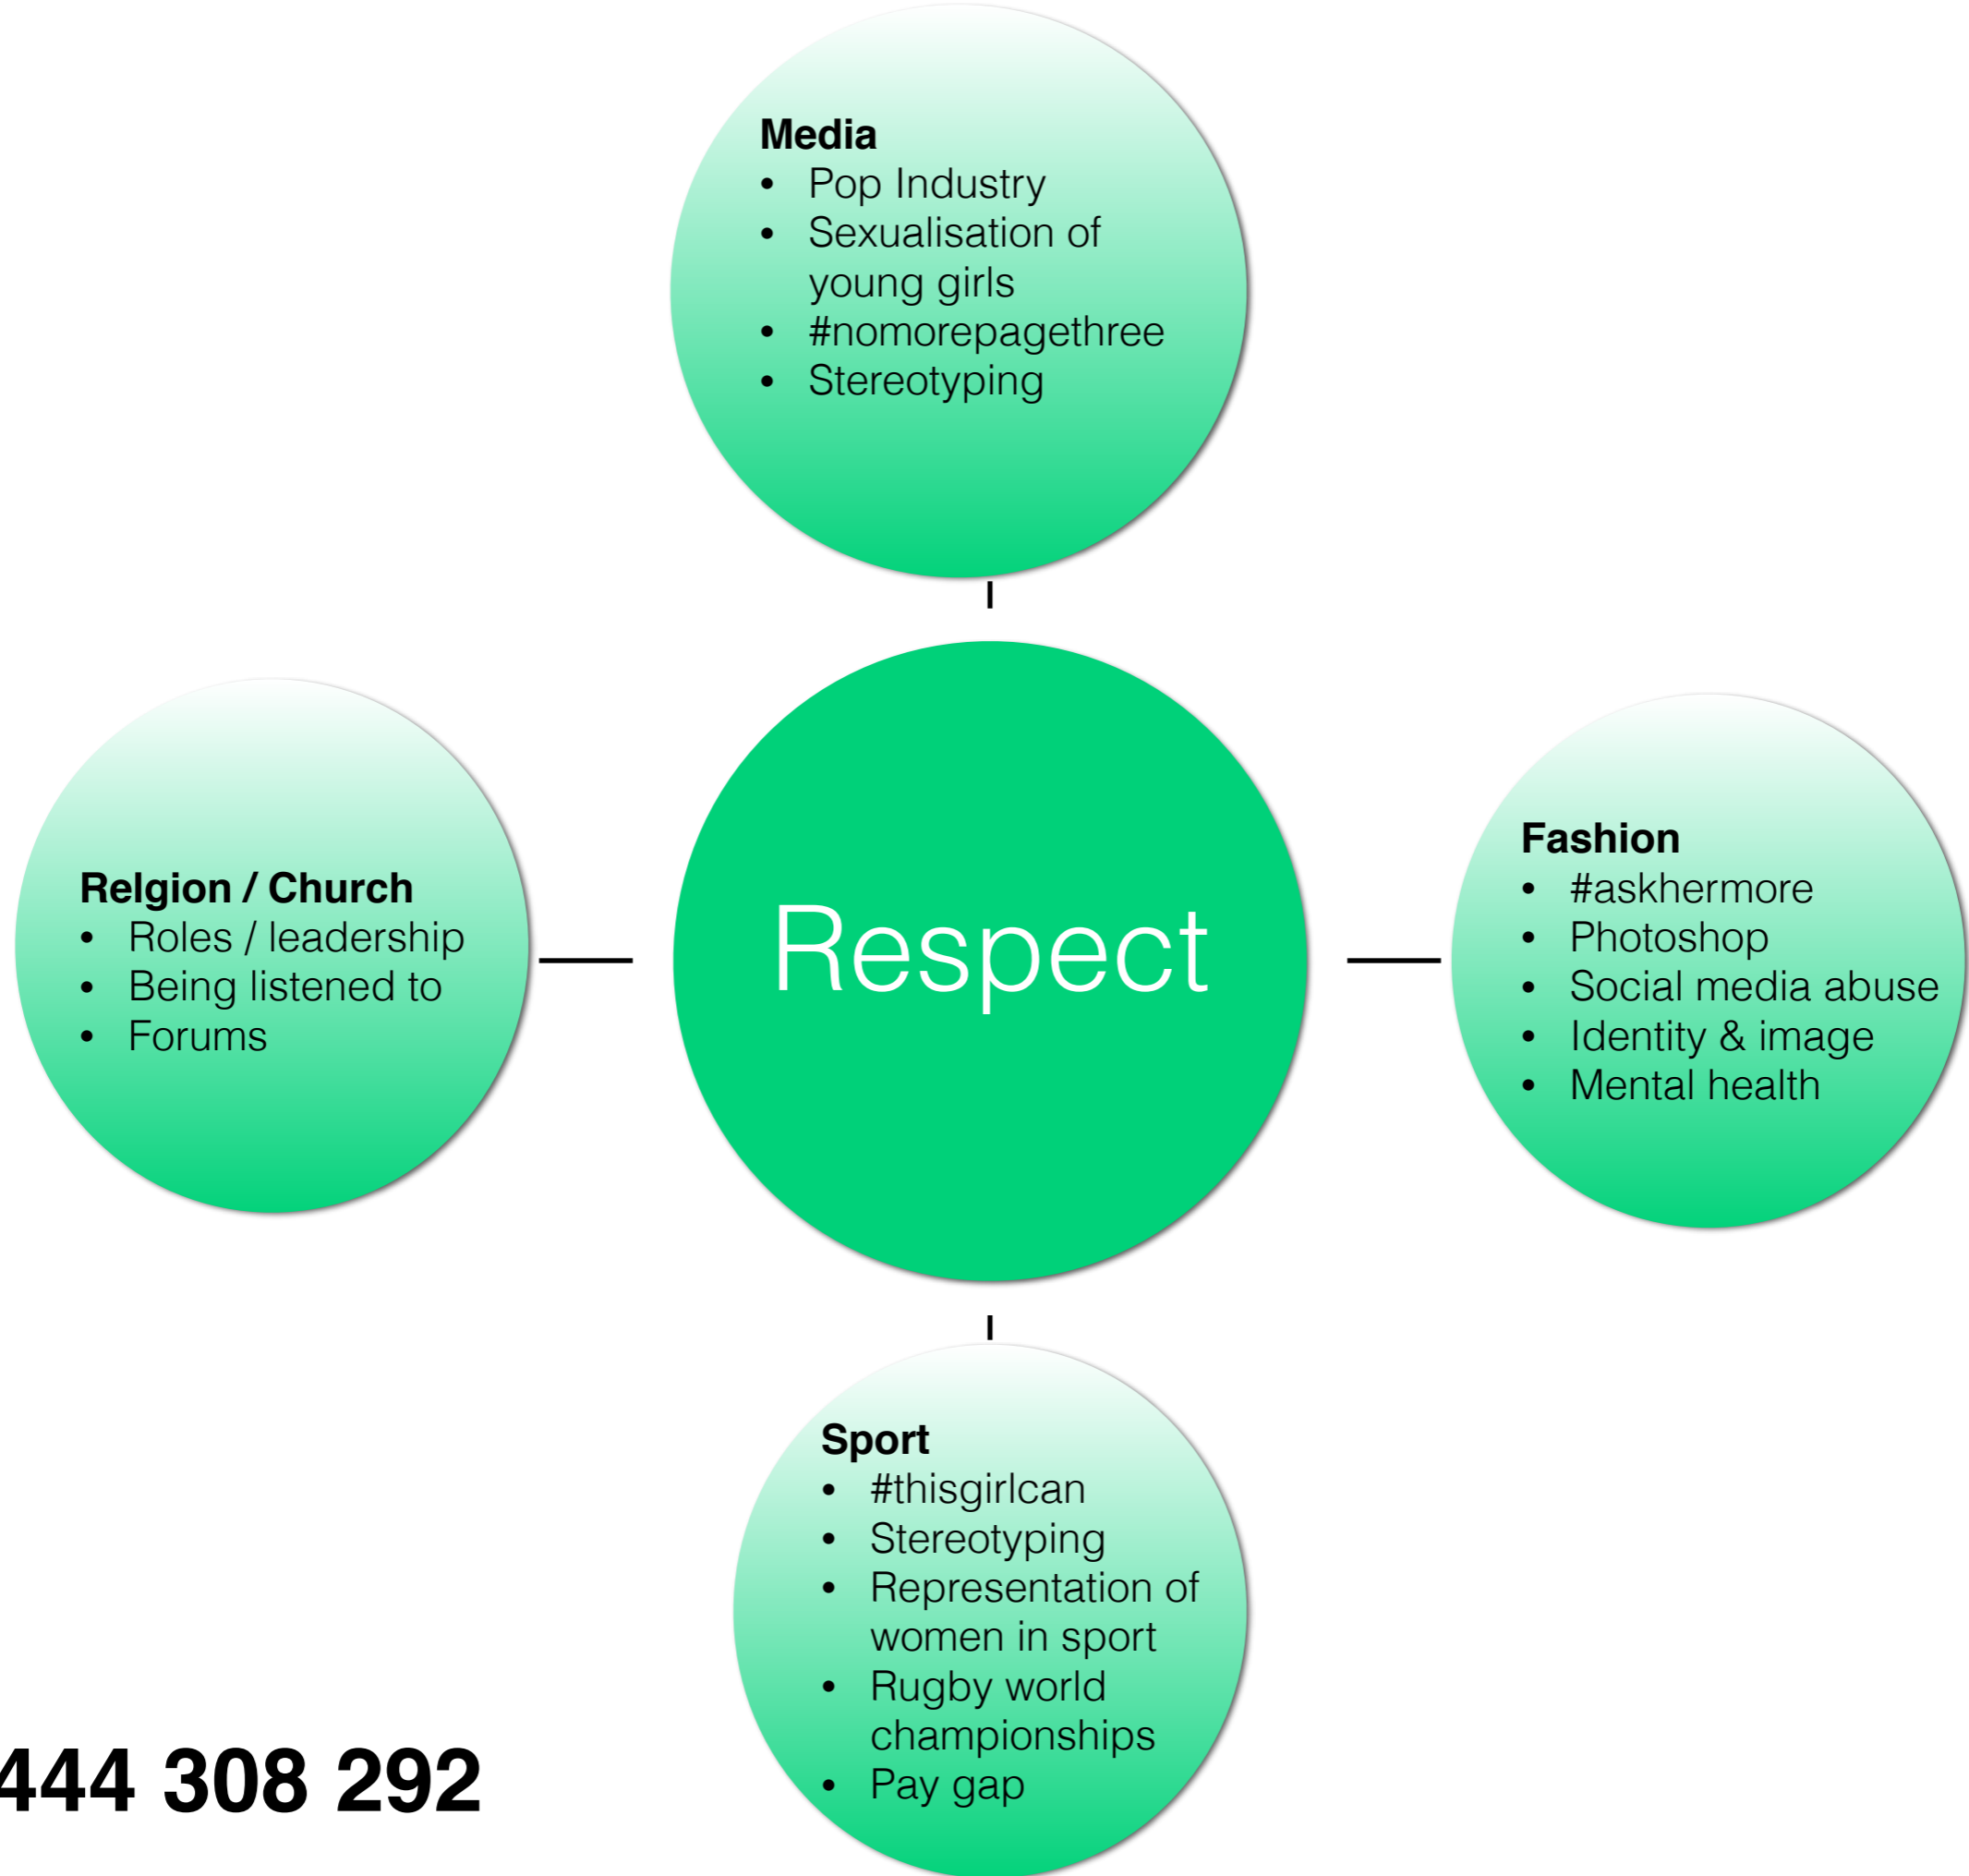 Media
• Pop Industry
• Sexualisation of
young girls
• #nomorepagethree
• Stereotyping
Relgion / Church
• Roles / leadership
• Being listened to
• Forums
Respect
Fashion
• #askhermore
• Photoshop
• Social media abuse
• Identity & image
• Mental health
Sport
• #thisgirlcan
• Stereotyping
• Representation of
women in sport
• Rugby world
championships
• Pay gap
444 308 292